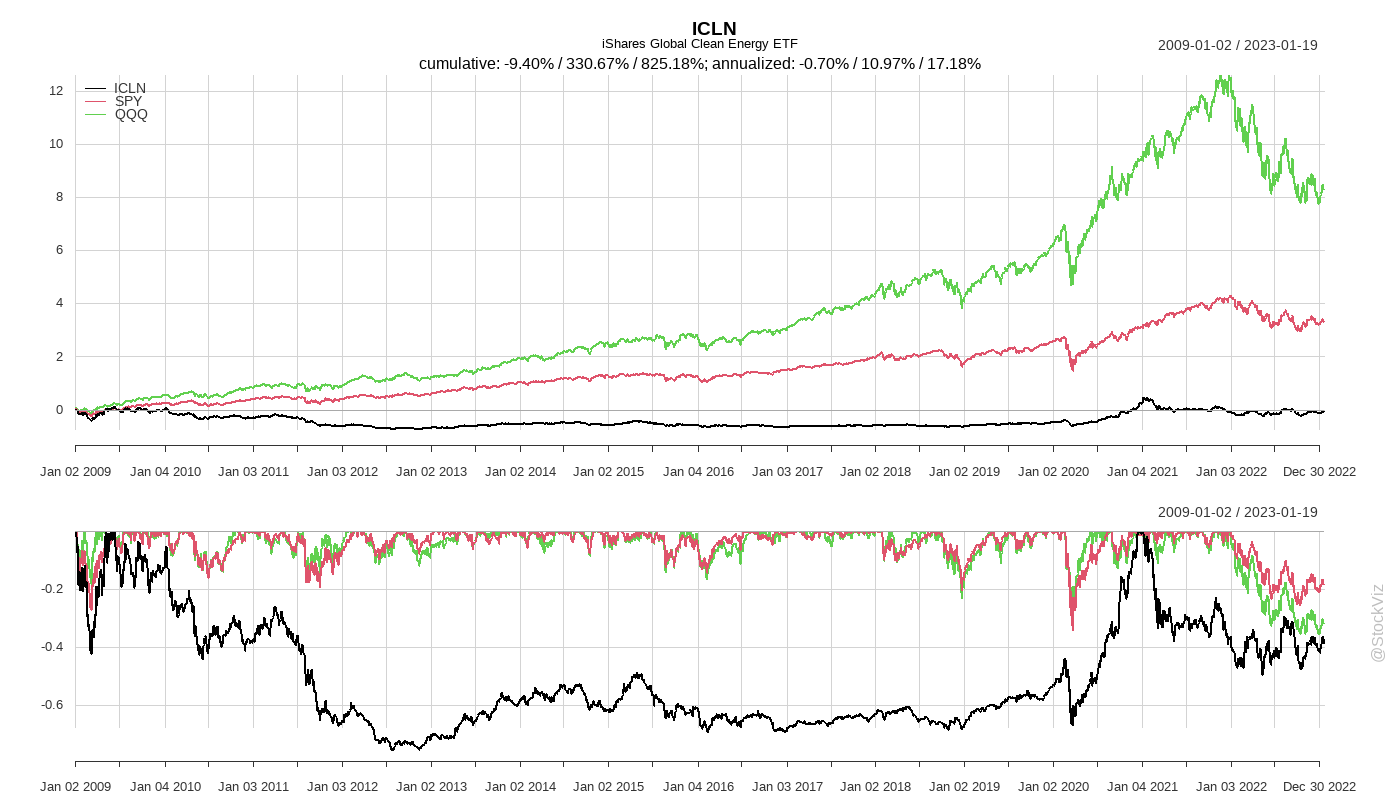 ICLN
iShares Global Clean Energy ETF
2009-01-02 / 2023-01-19
cumulative: -9.40% / 330.67% / 825.18%; annualized: -0.70% / 10.97% / 17.18%
ICLN
SPY
QQQ
12
10
8
6
4
2
0
Jan 02 2009 Jan 04 2010 Jan 03 2011 Jan 03 2012 Jan 02 2013 Jan 02 2014 Jan 02 2015 Jan 04 2016 Jan 03 2017 Jan 02 2018 Jan 02 2019 Jan 02 2020 Jan 04 2021 Jan 03 2022 Dec 30 2022
2009-01-02 / 2023-01-19
-0.2
-0.4
-0.6
Jan 02 2009 Jan 04 2010 Jan 03 2011 Jan 03 2012 Jan 02 2013 Jan 02 2014 Jan 02 2015 Jan 04 2016 Jan 03 2017 Jan 02 2018 Jan 02 2019 Jan 02 2020 Jan 04 2021 Jan 03 2022 Dec 30 2022
@StockViz